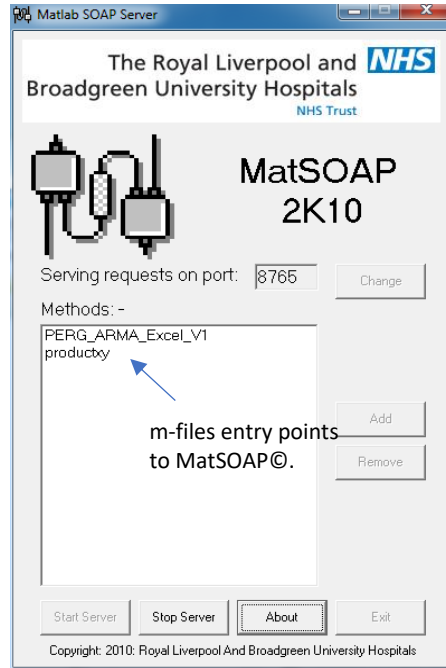 Matlab SOAP Server
The Royal Liverpool and NHS
Broadgreen University Hospitals
NHS Trust
MatSOAP
2K10
Serving requests on port: 8765 Change
Methods: -
PERG_ARMA_Excel_V1
productxy
m-files entry points
to MatSOAP©.
Add
Remove
Start Server Stop Server About Exit
Copyright: 2010: Royal Liverpool And Broadgreen University Hospitals